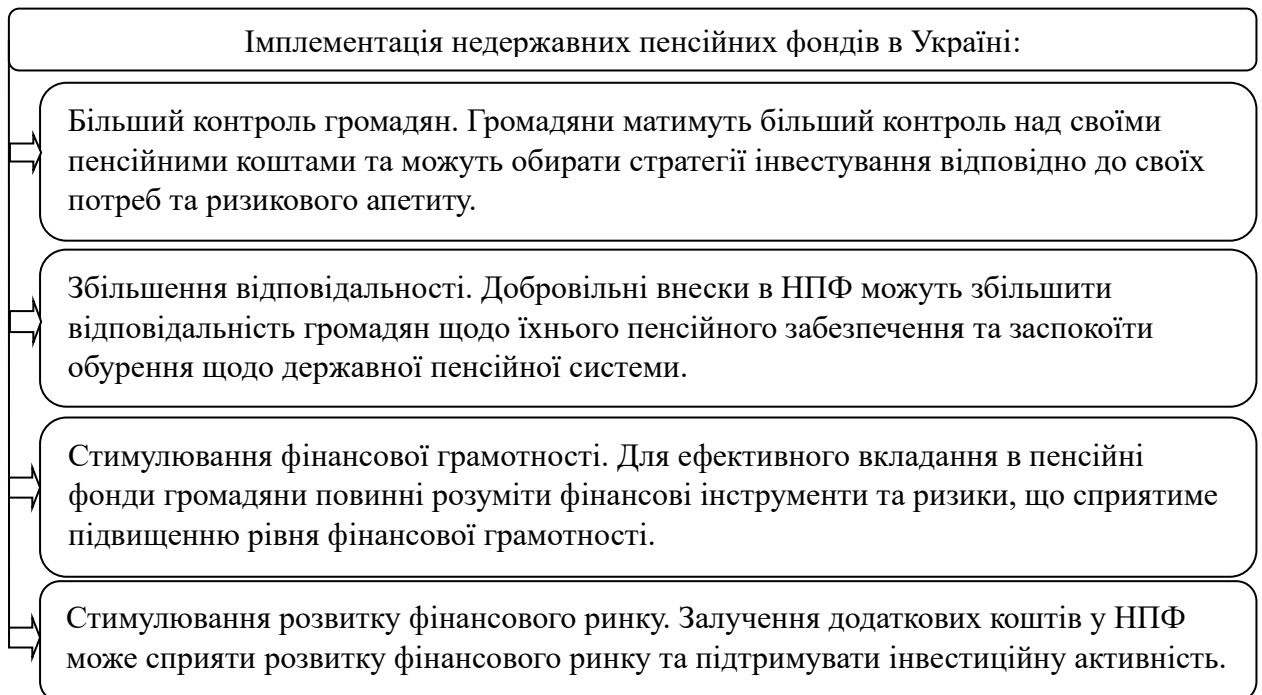 Імплементація недержавних пенсійних фондів в Україні:
Більший контроль громадян. Громадяни матимуть більший контроль над своїми
пенсійними коштами та можуть обирати стратегії інвестування відповідно до своїх
потреб та ризикового апетиту.
Збільшення відповідальності. Добровільні внески в НПФ можуть збільшити
відповідальність громадян щодо їхнього пенсійного забезпечення та заспокоїти
обурення щодо державної пенсійної системи.
Стимулювання фінансової грамотності. Для ефективного вкладання в пенсійні
фонди громадяни повинні розуміти фінансові інструменти та ризики, що сприятиме
підвищенню рівня фінансової грамотності.
Стимулювання розвитку фінансового ринку. Залучення додаткових коштів у НПФ
може сприяти розвитку фінансового ринку та підтримувати інвестиційну активність.